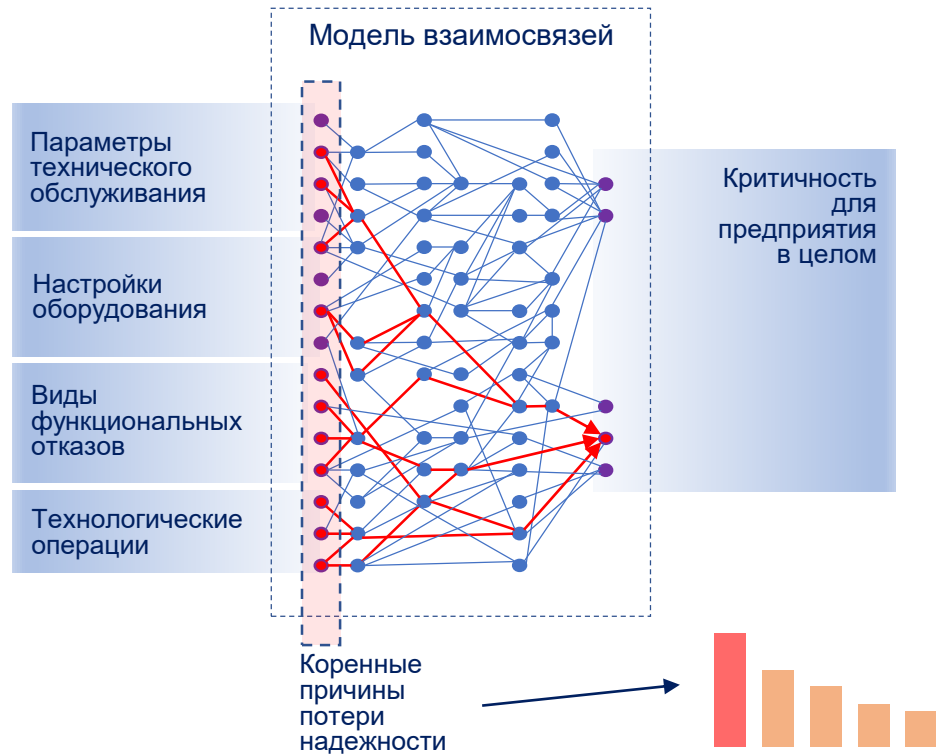 Модель взаимосвязей
Параметры
технического
обслуживания
Настройки
оборудования
Виды
функциональных
отказов
Технологические
операции
Критичность
для
предприятия
в целом
Коренные
причины
потери
надежности